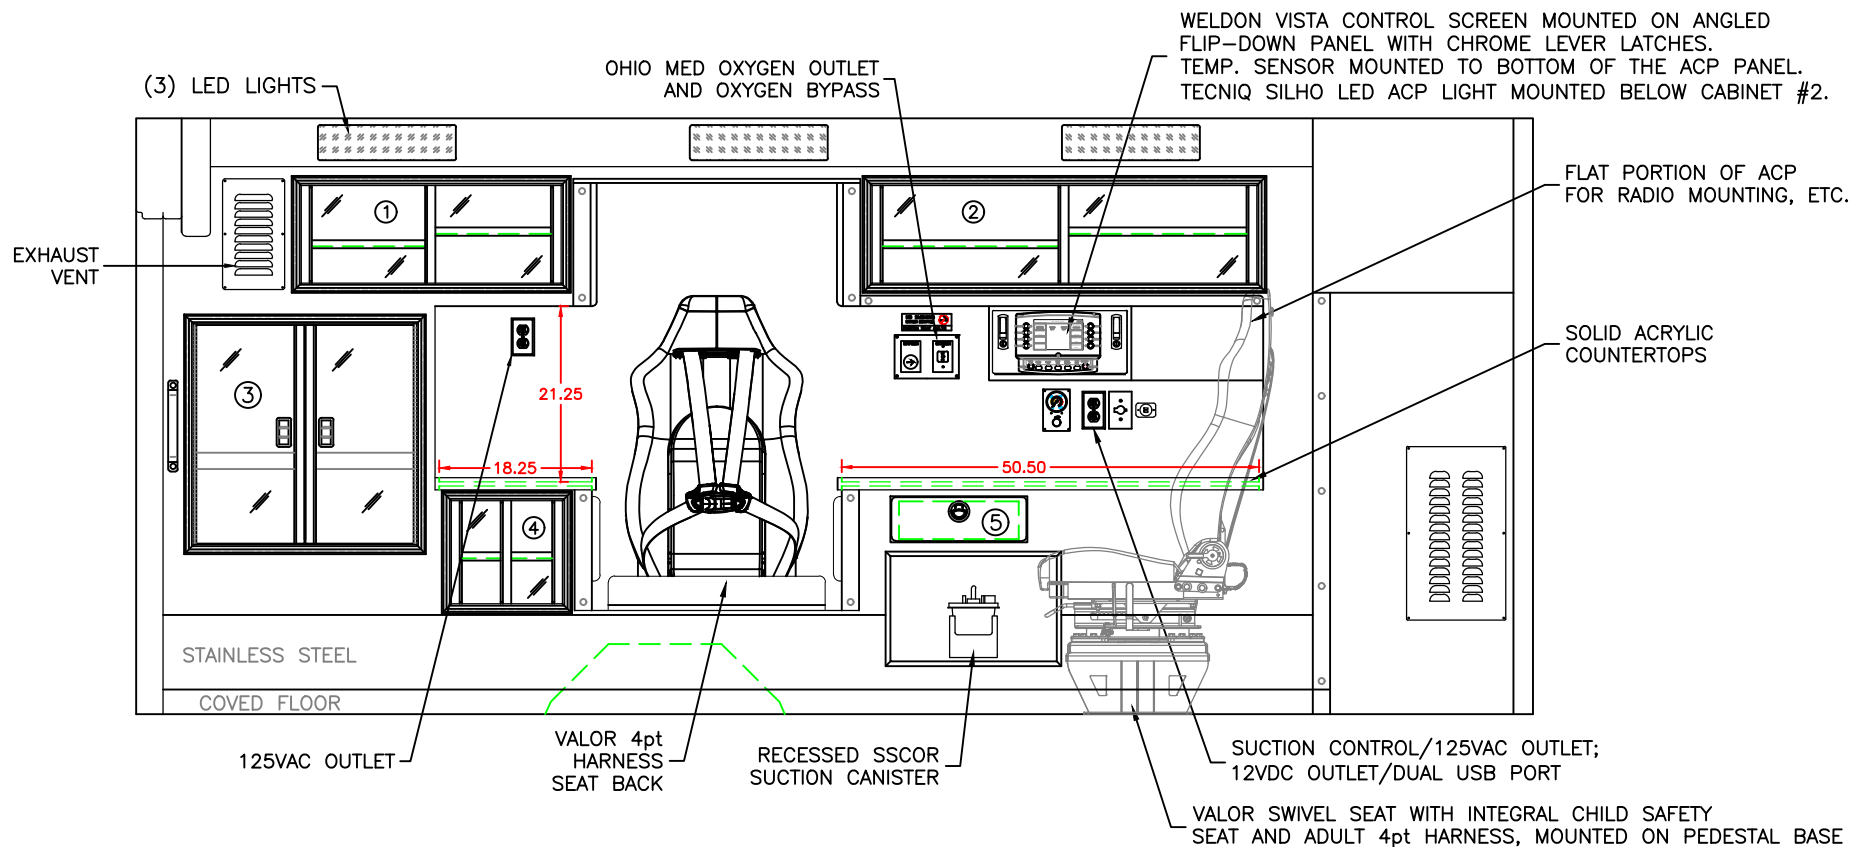 WELDON VISTA CONTROL SCREEN MOUNTED ON ANGLED
FLIP-DOWN PANEL WITH CHROME LEVER LATCHES.
TEMP. SENSOR MOUNTED TO BOTTOM OF THE ACP PANEL.
TECNIQ SILHO LED ACP LIGHT MOUNTED BELOW CABINET #2.
OHIO MED OXYGEN OUTLET
AND OXYGEN BYPASS
(3) LED LIGHTS
FLAT PORTION OF ACP
FOR RADIO MOUNTING, ETC.
1
2
EXHAUST
VENT
SOLID ACRYLIC
COUNTERTOPS
3
21.25
18.25
50.50
4
5
STAINLESS STEEL
COVED FLOOR
125VAC OUTLET
VALOR 4pt
HARNESS
SEAT BACK
RECESSED SSCOR
SUCTION CANISTER
SUCTION CONTROL/125VAC OUTLET;
12VDC OUTLET/DUAL USB PORT
VALOR SWIVEL SEAT WITH INTEGRAL CHILD SAFETY
SEAT AND ADULT 4pt HARNESS, MOUNTED ON PEDESTAL BASE